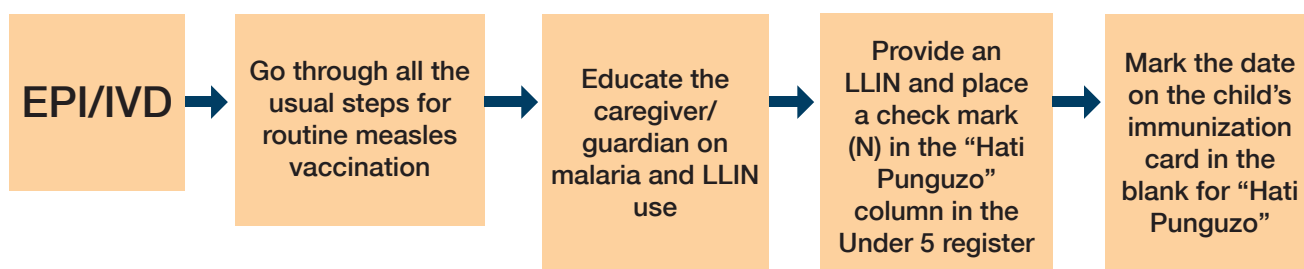 EPI/IVD
Go through all the
usual steps for
routine measles
vaccination
Educate the
caregiver/
guardian on
malaria and LLIN
use
Provide an
LLIN and place
a check mark
(N) in the “Hati
Punguzo”
column in the
Under 5 register
Mark the date
on the child’s
immunization
card in the
blank for “Hati
Punguzo”